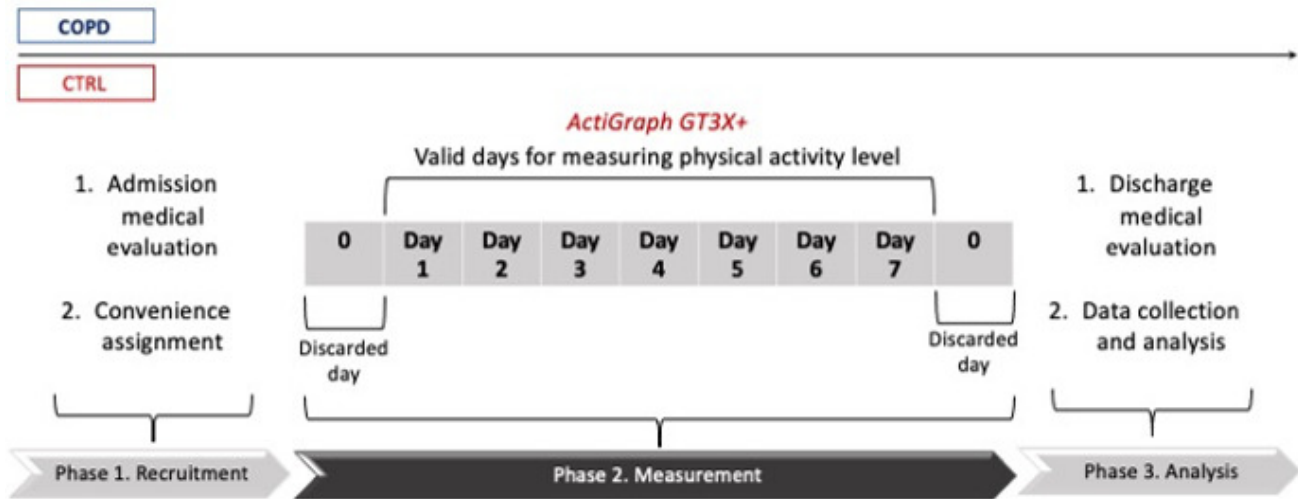 COPD
CTRL
ActiGraph GT3X+
Valid days for measuring physical activity level
1. Admission
medical
evaluation
2. Convenience
assignment
0 Day Day Day Day Day Day Day 0
1 2 3 4 5 6 7
Discarded
day
Discarded
day
1. Discharge
medical
evaluation
2. Data collection
and analysis
Phase 1. Recruitment
Phase 2. Measurement
Phase 3. Analysis